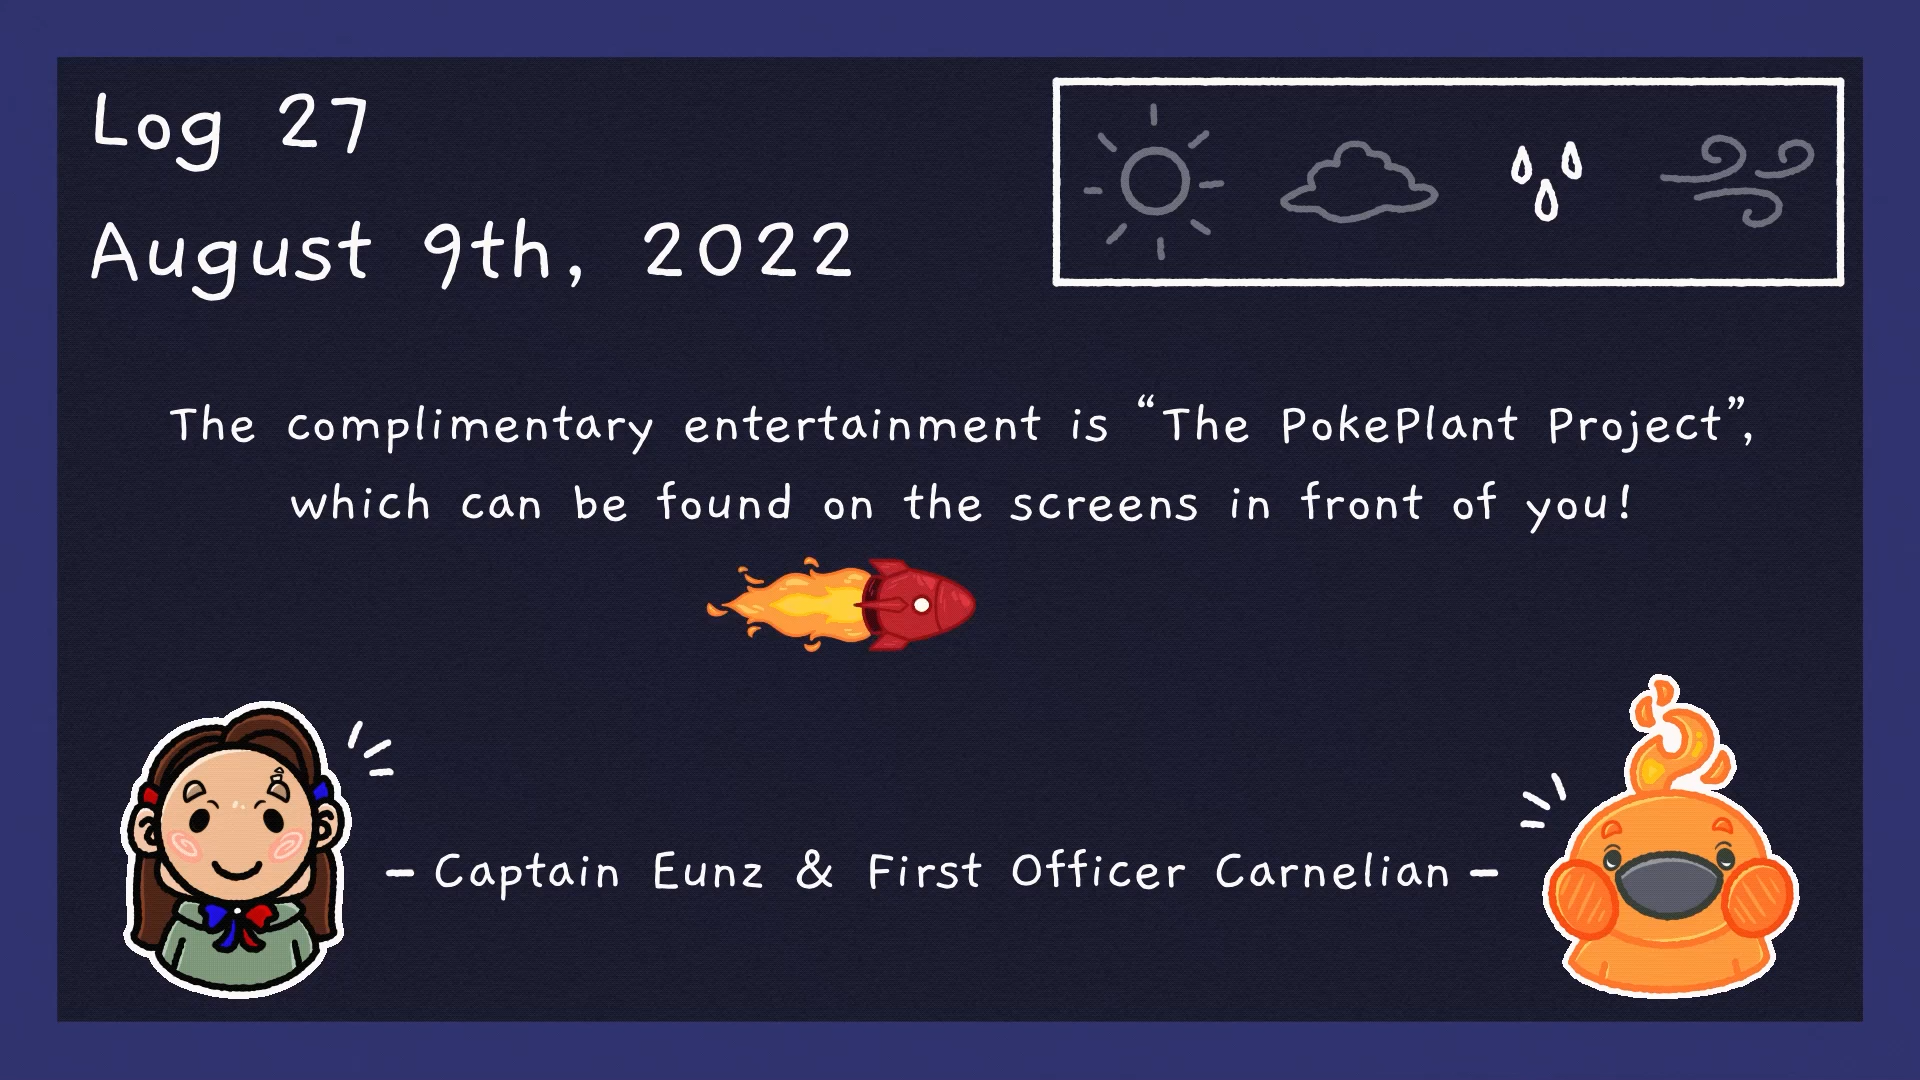 Log 27
August 9th, 2022
The complimentary entertainment is “The PokePlant Project”,
which can be found on the screens in front of you!
- Captain Eunz & First Officer Carnelian -